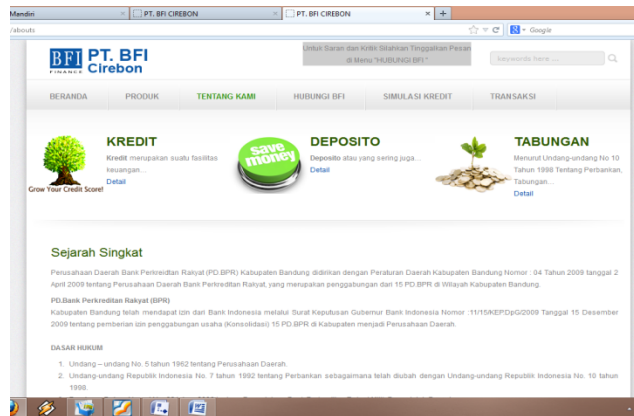 Mandiri
PT. BFI CIREBON
PT. BFI CIREBON
/abouts
Google
BFI PT. BFI
FINANCE Cirebon
Untuk Saran dan Kritik Silahkan Tinggalkan Pesan
di Menu "HUBUNGI BFI "
keywords here ...
BERANDA PRODUK TENTANG KAMI HUBUNGI BFI SIMULASI KREDIT TRANSAKSI
Grow Your Credit Score!
KREDIT
Kredit merupakan suatu fasilitas
keuangan...
Detail
save
money
DEPOSITO
Deposito atau yang sering juga...
Detail
TABUNGAN
Menurut Undang-undang No 10
Tahun 1998 Tentang Perbankan,
Tabungan...
Detail
Sejarah Singkat
Perusahaan Daerah Bank Perkreidtan Rakyat (PD.BPR) Kabupaten Bandung didirikan dengan Peraturan Daerah Kabupaten Bandung Nomor : 04 Tahun 2009 tanggal 2
April 2009 tentang Perusahaan Daerah Bank Perkreditan Rakyat, yang merupakan penggabungan dari 15 PD.BPR di Wilayah Kabupaten Bandung.
PD.Bank Perkreditan Rakyat (BPR)
Kabupaten Bandung telah mendapat izin dari Bank Indonesia melalui Surat Keputusan Gubernur Bank Indonesia Nomor :11/15/KEP.DpG/2009 Tanggal 15 Desember
2009 tentang pemberian izin penggabungan usaha (Konsolidasi) 15 PD.BPR di Kabupaten menjadi Perusahaan Daerah.
DASAR HUKUM
1. Undang – undang No. 5 tahun 1962 tentang Perusahaan Daerah.
2. Undang-undang Republik Indonesia No. 7 tahun 1992 tentang Perbankan sebagaimana telah diubah dengan Undang-undang Republik Indonesia No. 10 tahun
1998.